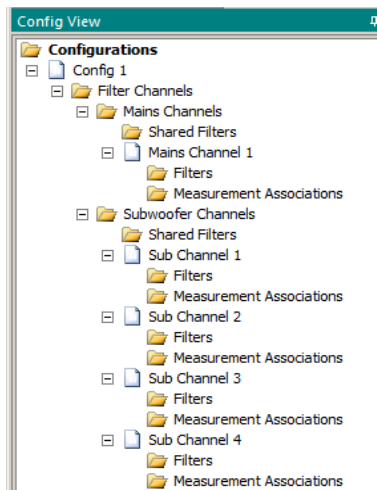 Config View
Configurations
Config 1
Filter Channels
Mains Channels
Shared Filters
Mains Channel 1
Filters
Measurement Associations
Subwoofer Channels
Shared Filters
Sub Channel 1
Filters
Measurement Associations
Sub Channel 2
Filters
Measurement Associations
Sub Channel 3
Filters
Measurement Associations
Sub Channel 4
Filters
Measurement Associations